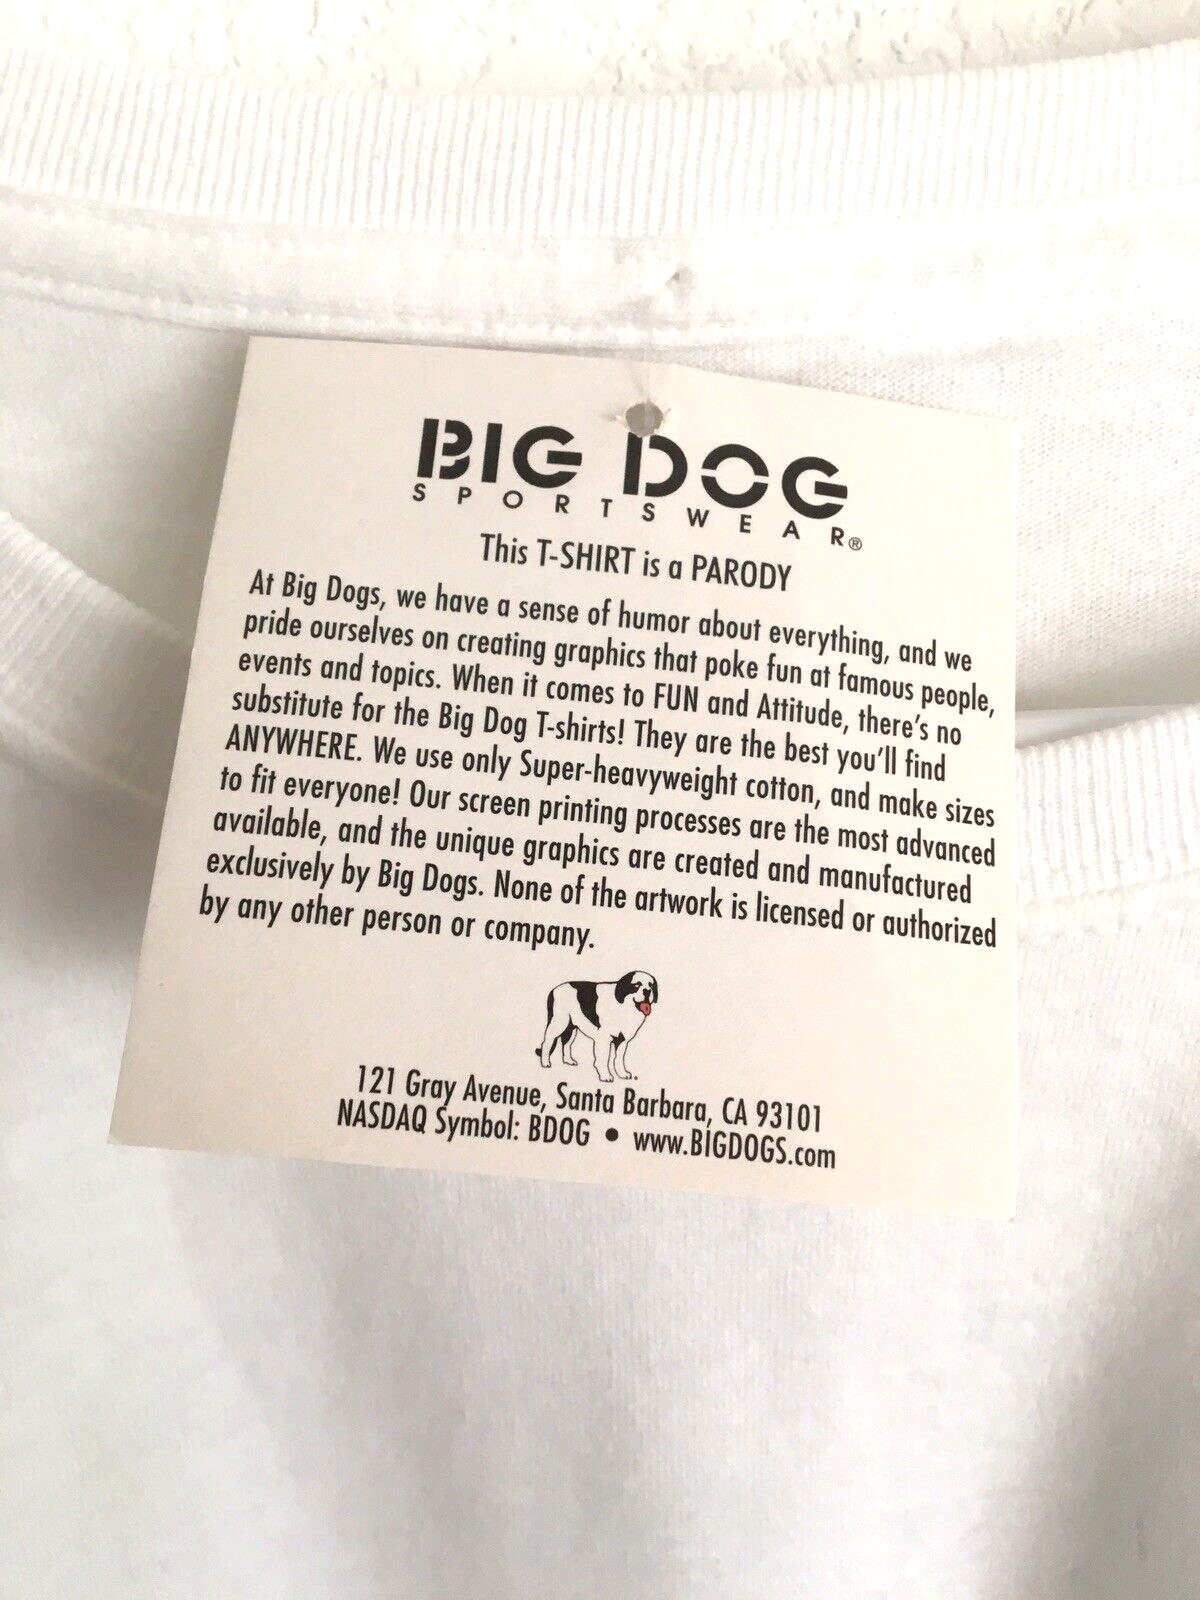 BIG DOG
SPORTSWEAR®
This T-SHIRT is a PARODY
At Big Dogs, we have a sense of humor about everything, and we
pride ourselves on creating graphics that poke fun at famous people,
events and topics. When it comes to FUN and Attitude, there's no
substitute for the Big Dog T-shirts! They are the best you'll find
ANYWHERE. We use only Super-heavyweight cotton, and make sizes
to fit everyone! Our screen printing processes are the most advanced
available, and the unique graphics are created and manufactured
exclusively by Big Dogs. None of the artwork is licensed or authorized
by any other person or company.
121 Gray Avenue, Santa Barbara, CA 93101
NASDAQ Symbol: BDOG • www.BIGDOGS.com